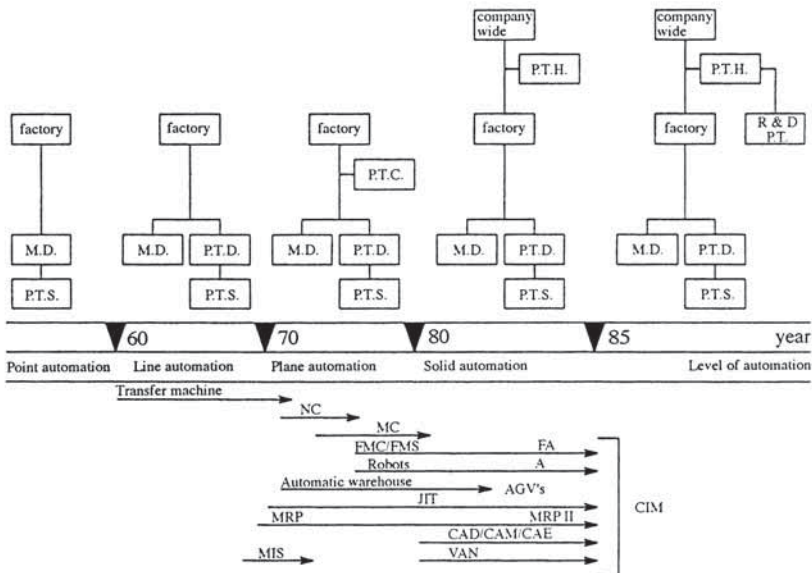 company
wide
company
wide
P.T.H.
P.T.H.
factory
factory
factory
factory
factory
R & D
P.T.
P.T.C.
M.D.
M.D.
P.T.D.
M.D.
P.T.D.
M.D.
P.T.D.
M.D.
P.T.D.
P.T.S.
P.T.S.
P.T.S.
P.T.S.
P.T.S.
60
70
80
85
year
Point automation
Line automation
Plane automation
Solid automation
Level of automation
Transfer machine
NC
MC
FMC/FMS
FA
Robots
A
Automatic warehouse
AGV's
JIT
CIM
MRP
MRP II
CAD/CAM/CAE
MIS
VAN